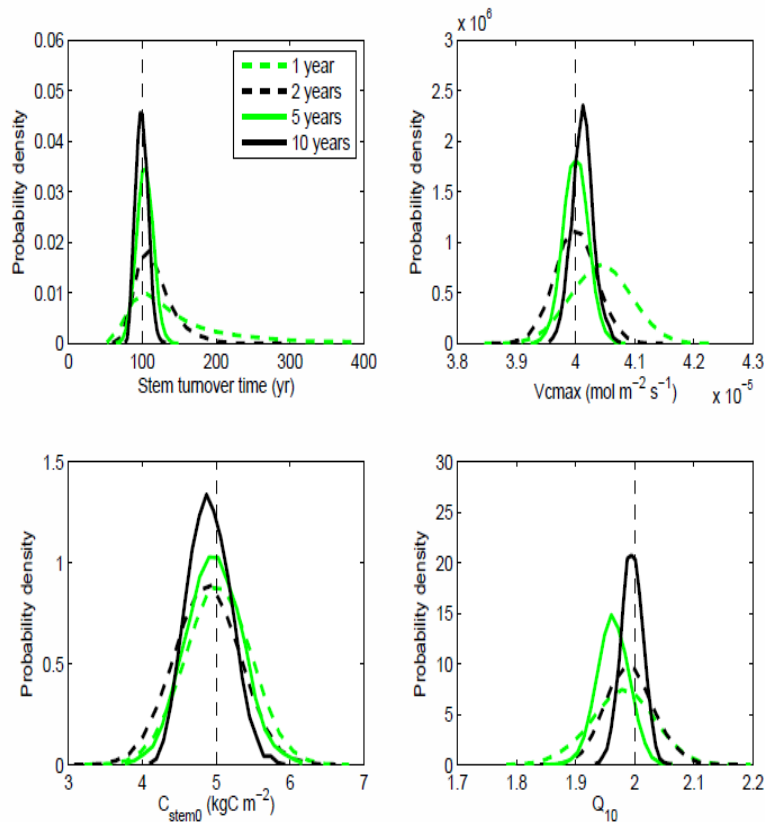 0.06
0.05
0.04
0.03
0.02
0.01
0
Probability density
0 100 200 300 400
Stem turnover time (yr)
1 year
2 years
5 years
10 years
x 10⁶
3
2.5
2
1.5
1
0.5
0
Probability density
3.8 3.9 4 4.1 4.2 4.3
Vcmax (mol m⁻² s⁻¹)
x 10⁻⁵
1.5
1
0.5
0
Probability density
3 4 5 6 7
C_stem0 (kgC m⁻²)
30
25
20
15
10
5
0
Probability density
1.7 1.8 1.9 2 2.1 2.2
Q₁₀